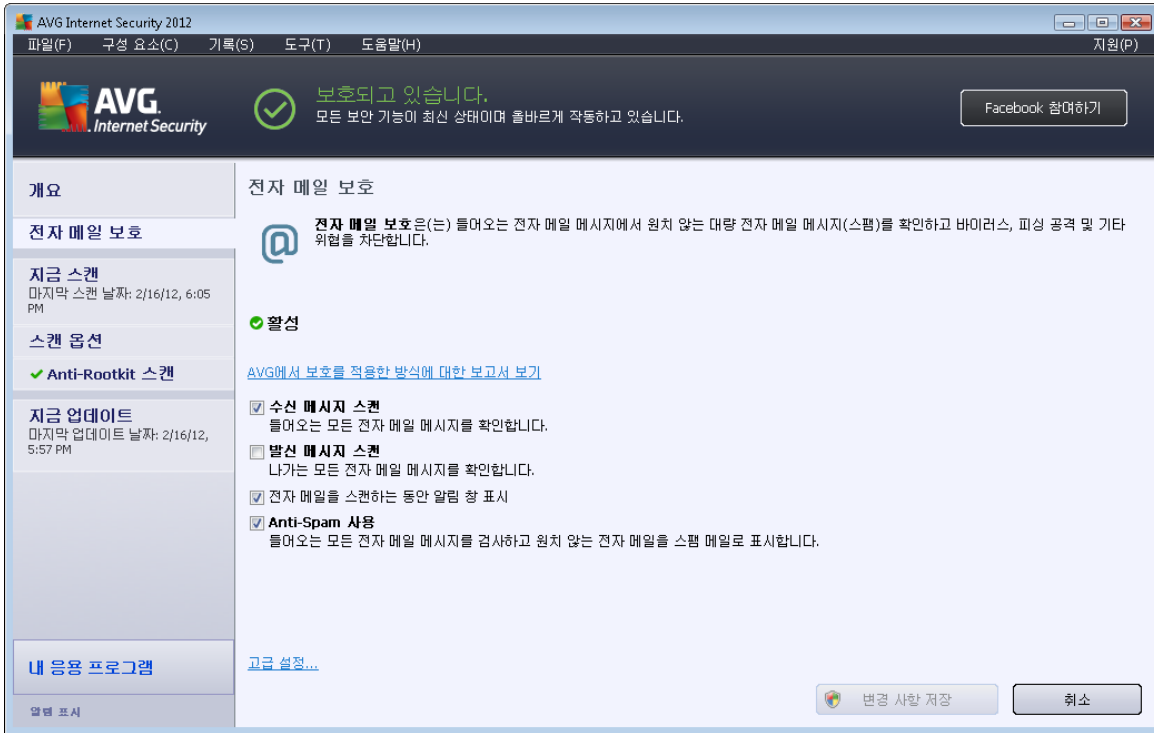 AVG Internet Security 2012
파일(F) 구성 요소(C) 기록(S) 도구(T) 도움말(H) 지원(P)
AVG.
Internet Security
보호되고 있습니다.
모든 보안 기능이 최신 상태이며 올바르게 작동하고 있습니다.
Facebook 참여하기
개요
전자 메일 보호
지금 스캔
마지막 스캔 날짜: 2/16/12, 6:05
PM
스캔 옵션
Anti-Rootkit 스캔
지금 업데이트
마지막 업데이트 날짜: 2/16/12,
5:57 PM
내 응용 프로그램
알림 표시
전자 메일 보호
전자 메일 보호은(는) 들어오는 전자 메일 메시지에서 원치 않는 대량 전자 메일 메시지(스팸)를 확인하고 바이러스, 피싱 공격 및 기타
위협을 차단합니다.
활성
AVG에서 보호를 적용한 방식에 대한 보고서 보기
수신 메시지 스캔
들어오는 모든 전자 메일 메시지를 확인합니다.
발신 메시지 스캔
나가는 모든 전자 메일 메시지를 확인합니다.
전자 메일을 스캔하는 동안 알림 창 표시
Anti-Spam 사용
들어오는 모든 전자 메일 메시지를 검사하고 원치 않는 전자 메일을 스팸 메일로 표시합니다.
고급 설정...
변경 사항 저장
취소